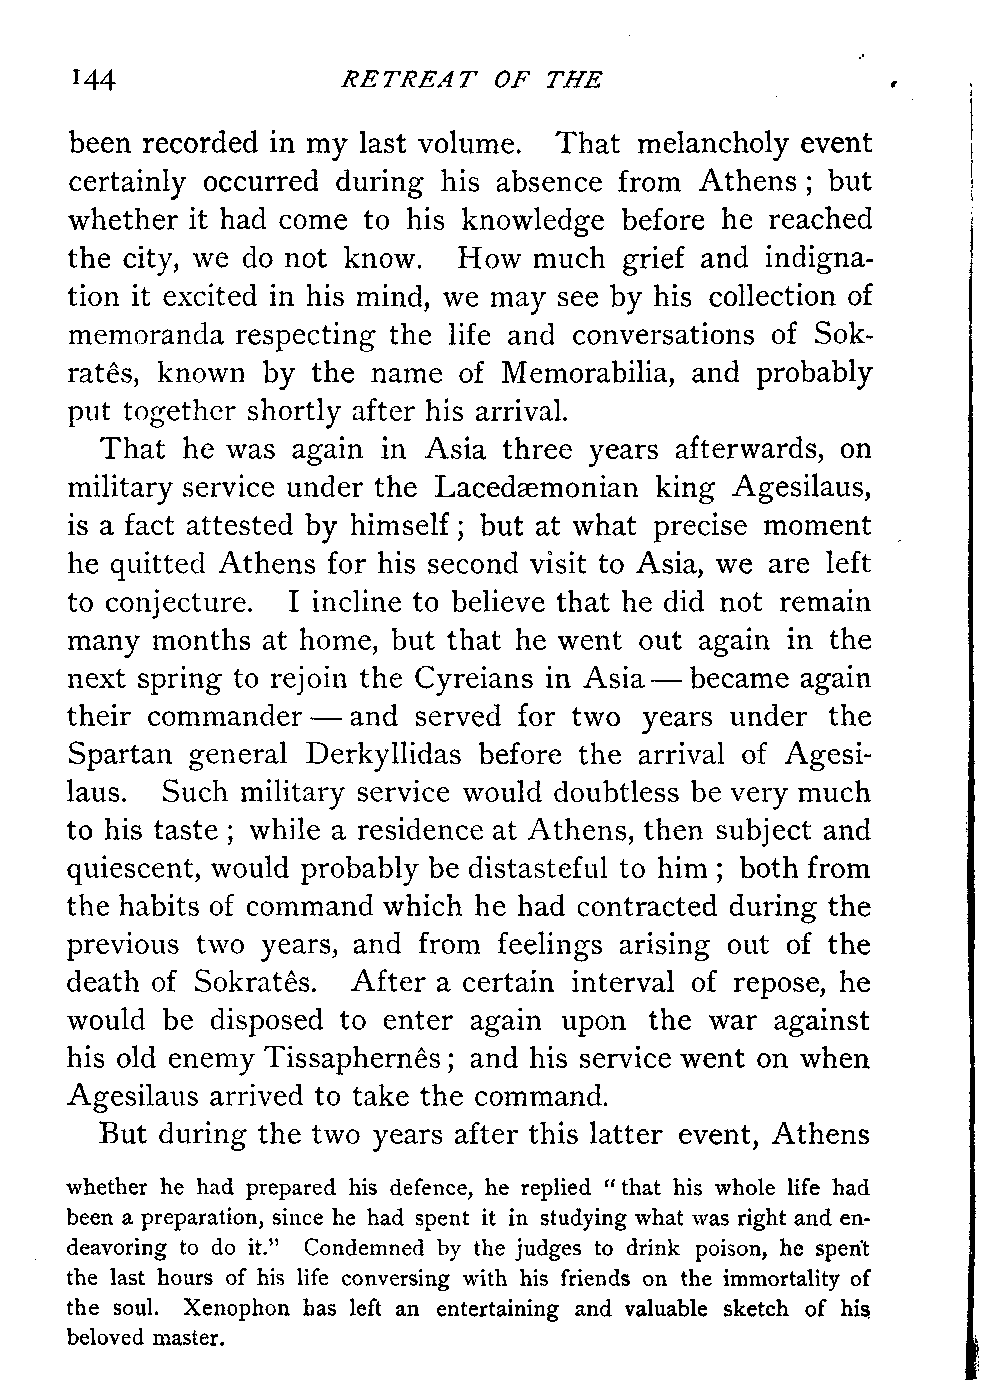 144 RETREAT OF THE
been recorded in my last volume. That melancholy event
certainly occurred during his absence from Athens ; but
whether it had come to his knowledge before he reached
the city, we do not know. How much grief and indigna-
tion it excited in his mind, we may see by his collection of
memoranda respecting the life and conversations of Sok-
ratês, known by the name of Memorabilia, and probably
put together shortly after his arrival.
That he was again in Asia three years afterwards, on
military service under the Lacedæmonian king Agesilaus,
is a fact attested by himself ; but at what precise moment
he quitted Athens for his second visit to Asia, we are left
to conjecture. I incline to believe that he did not remain
many months at home, but that he went out again in the
next spring to rejoin the Cyreians in Asia — became again
their commander — and served for two years under the
Spartan general Derkyllidas before the arrival of Agesi-
laus. Such military service would doubtless be very much
to his taste ; while a residence at Athens, then subject and
quiescent, would probably be distasteful to him ; both from
the habits of command which he had contracted during the
previous two years, and from feelings arising out of the
death of Sokratês. After a certain interval of repose, he
would be disposed to enter again upon the war against
his old enemy Tissaphernês ; and his service went on when
Agesilaus arrived to take the command.
But during the two years after this latter event, Athens
whether he had prepared his defence, he replied “that his whole life had
been a preparation, since he had spent it in studying what was right and en-
deavoring to do it.” Condemned by the judges to drink poison, he spent
the last hours of his life conversing with his friends on the immortality of
the soul. Xenophon has left an entertaining and valuable sketch of his
beloved master.